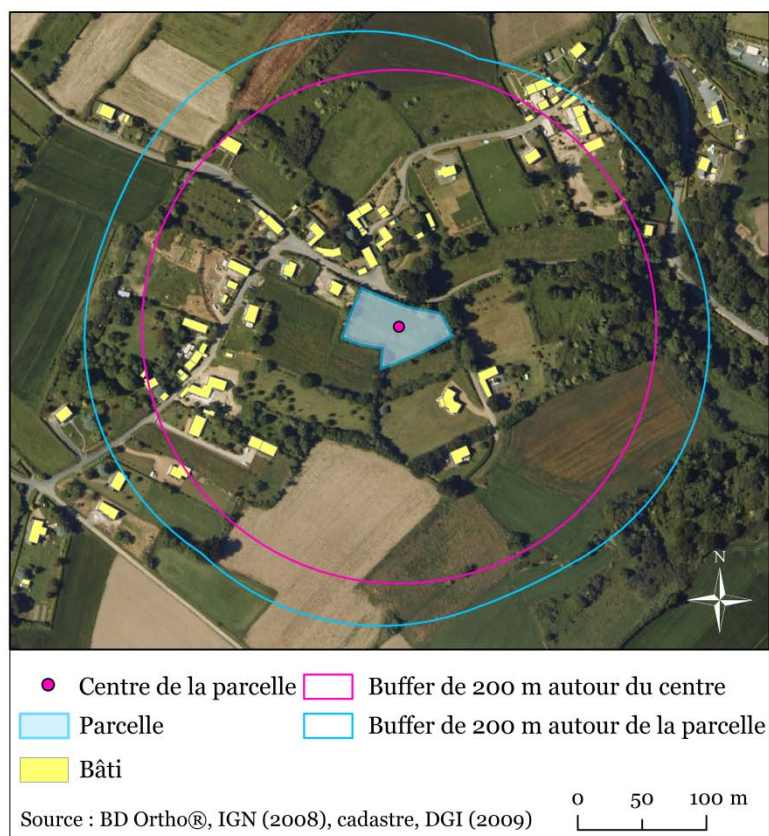 N
Centre de la parcelle
Buffer de 200 m autour du centre
Parcelle
Buffer de 200 m autour de la parcelle
Bâti
Source : BD Ortho®, IGN (2008), cadastre, DGI (2009)
0 50 100 m